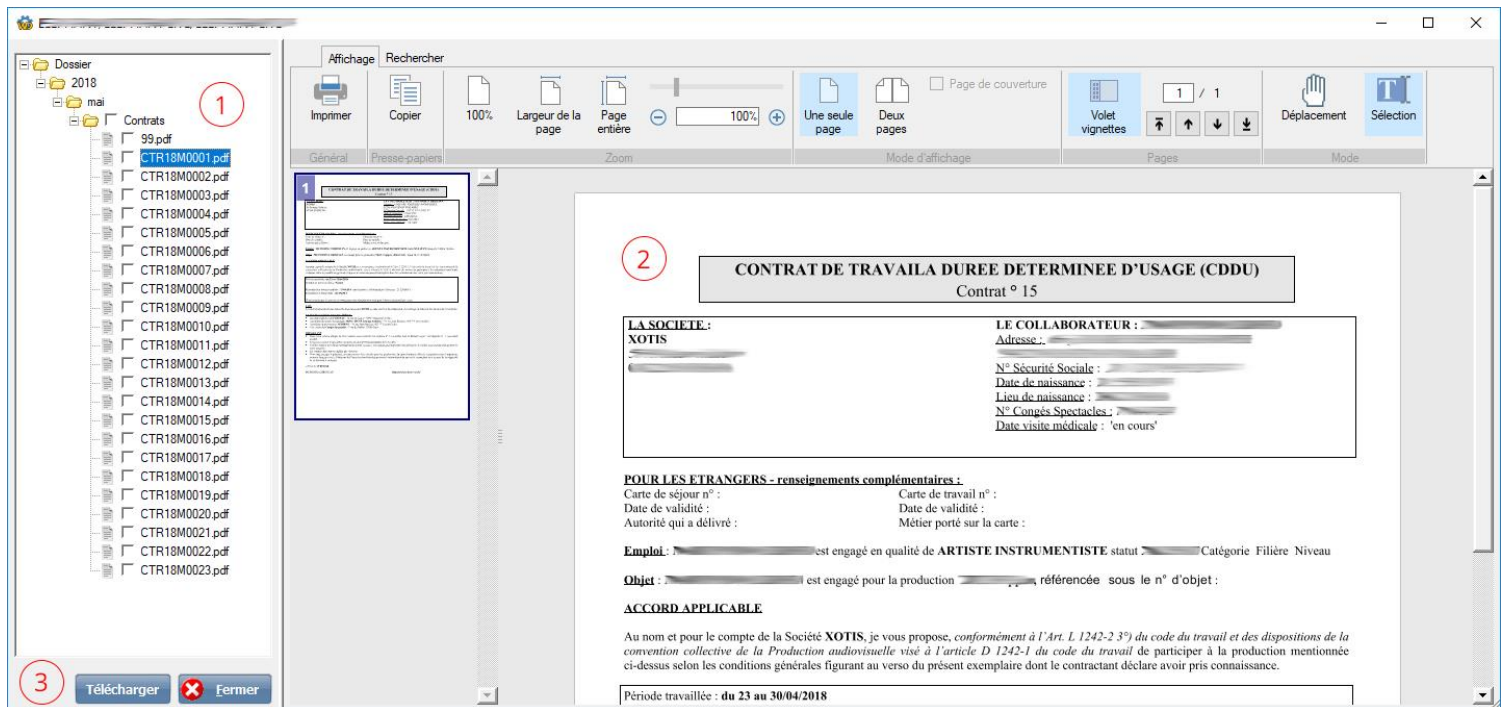 Dossier
2018
mai
Contrats
99.pdf
CTR18M0001.pdf
CTR18M0002.pdf
CTR18M0003.pdf
CTR18M0004.pdf
CTR18M0005.pdf
CTR18M0006.pdf
CTR18M0007.pdf
CTR18M0008.pdf
CTR18M0009.pdf
CTR18M0010.pdf
CTR18M0011.pdf
CTR18M0012.pdf
CTR18M0013.pdf
CTR18M0014.pdf
CTR18M0015.pdf
CTR18M0016.pdf
CTR18M0017.pdf
CTR18M0018.pdf
CTR18M0019.pdf
CTR18M0020.pdf
CTR18M0021.pdf
CTR18M0022.pdf
CTR18M0023.pdf
1
3
Télécharger Fermer
Affichage Rechercher
Imprimer Copier 100% Largeur de la page Page entière 100% Une seule page Deux pages Page de couverture Volet vignettes 1 / 1 Déplacement Sélection
Général Presse-papiers Zoom Mode d'affichage Pages Mode
1
2
CONTRAT DE TRAVAILA DUREE DETERMINEE D'USAGE (CDDU)
Contrat ° 15
LA SOCIETE : LE COLLABORATEUR :
XOTIS Adresse :
N° Sécurité Sociale :
Date de naissance :
Lieu de naissance :
N° Congés Spectacles :
Date visite médicale : 'en cours'
POUR LES ETRANGERS - renseignements complémentaires :
Carte de séjour n° : Carte de travail n° :
Date de validité : Date de validité :
Autorité qui a délivré : Métier porté sur la carte :
Emploi : est engagé en qualité de ARTISTE INSTRUMENTISTE statut Catégorie Filière Niveau
Objet : est engagé pour la production référencée sous le n° d'objet :
ACCORD APPLICABLE
Au nom et pour le compte de la Société XOTIS, je vous propose, conformément à l'Art. L 1242-2 3°) du code du travail et des dispositions de la
convention collective de la Production audiovisuelle visé à l'article D 1242-1 du code du travail de participer à la production mentionnée
ci-dessus selon les conditions générales figurant au verso du présent exemplaire dont le contractant déclare avoir pris connaissance.
Période travaillée : du 23 au 30/04/2018